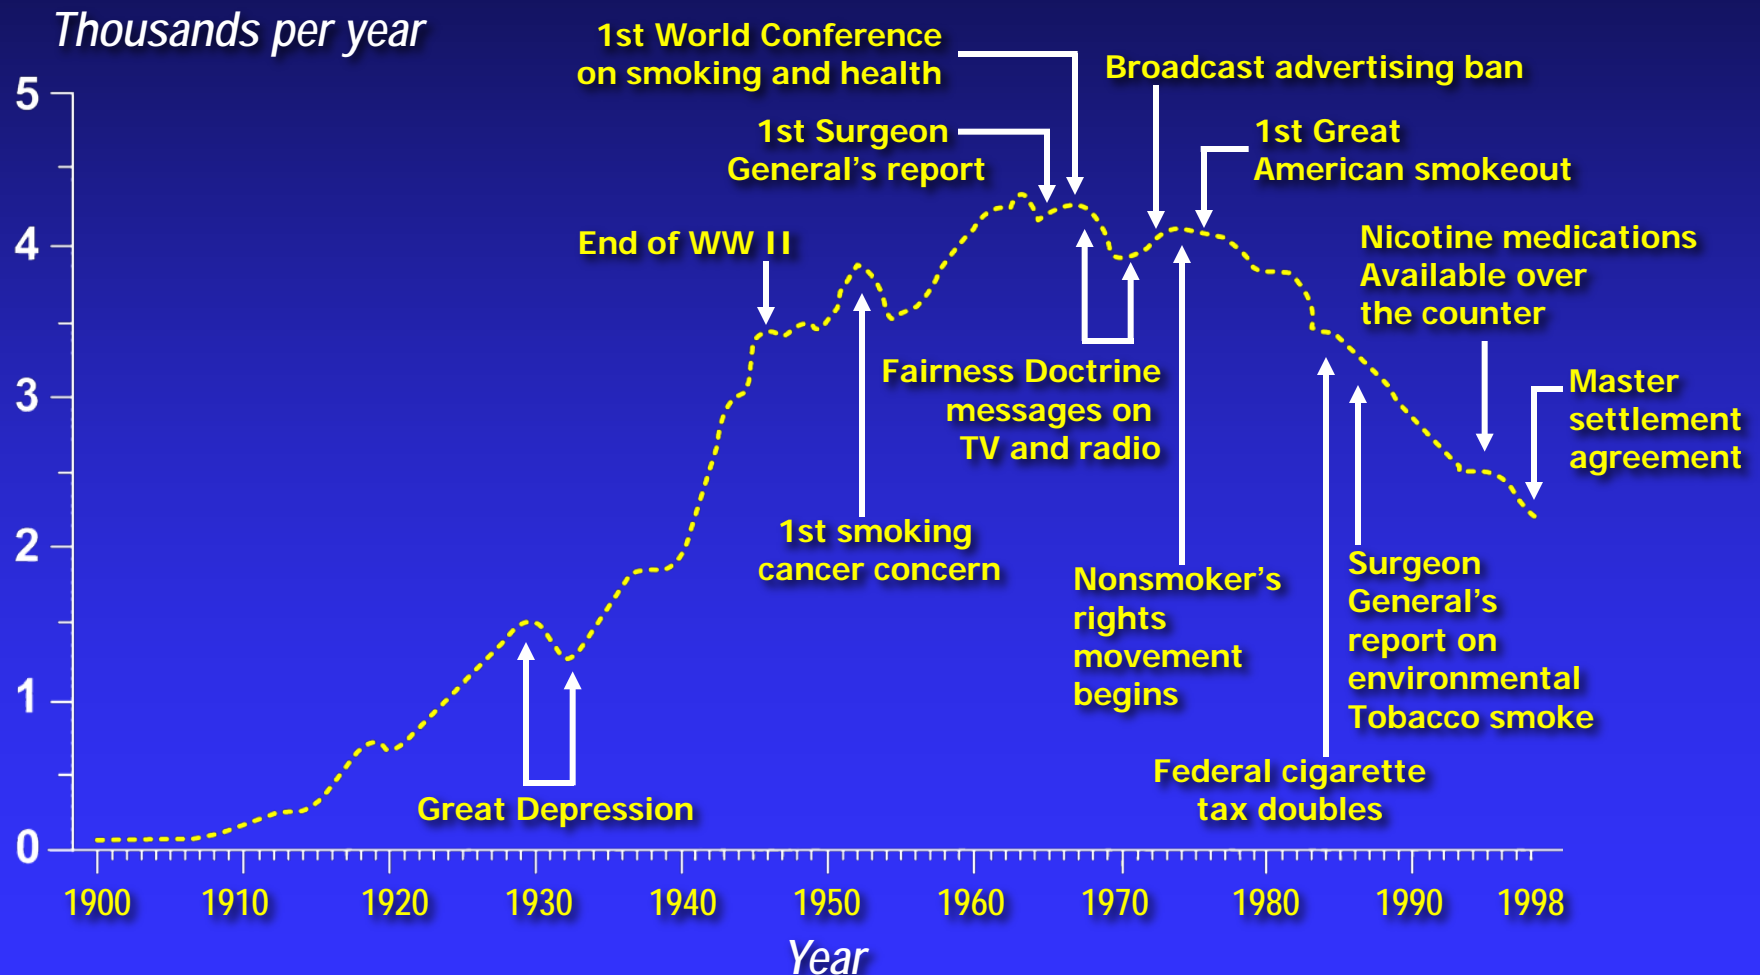 Thousands per year
1st World Conference
on smoking and health
Broadcast advertising ban
1st Surgeon
General’s report
1st Great
American smokeout
End of WW II
Nicotine medications
Available over
the counter
Fairness Doctrine
messages on
TV and radio
Master
settlement
agreement
1st smoking
cancer concern
Nonsmoker’s
rights
movement
begins
Surgeon
General’s
report on
environmental
Tobacco smoke
Great Depression
Federal cigarette
tax doubles
5
4
3
2
1
0
1900 1910 1920 1930 1940 1950 1960 1970 1980 1990 1998
Year